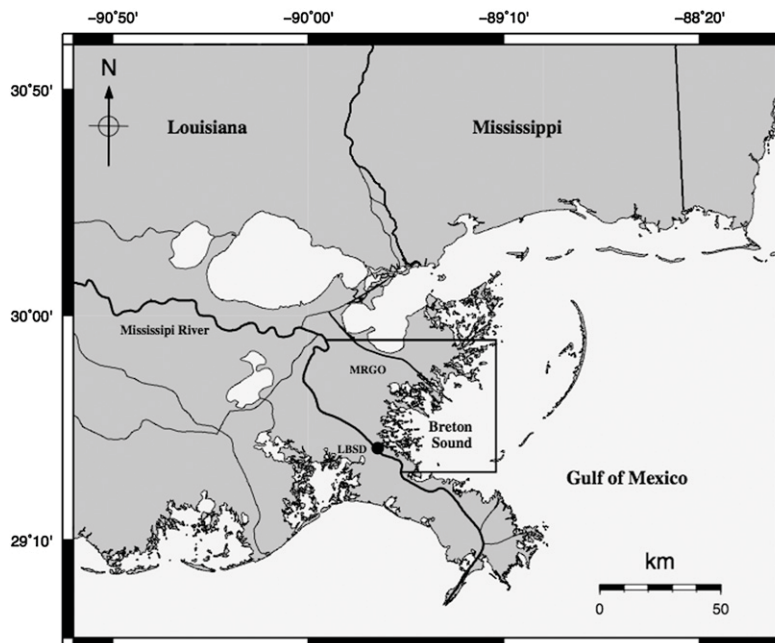 −90˚50' −90˚00' −89˚10' −88˚20'
N
30˚50'
Louisiana
Mississippi
30˚00'
Mississipi River
MRGO
Breton
Sound
LBSD
Gulf of Mexico
29˚10'
km
0 50